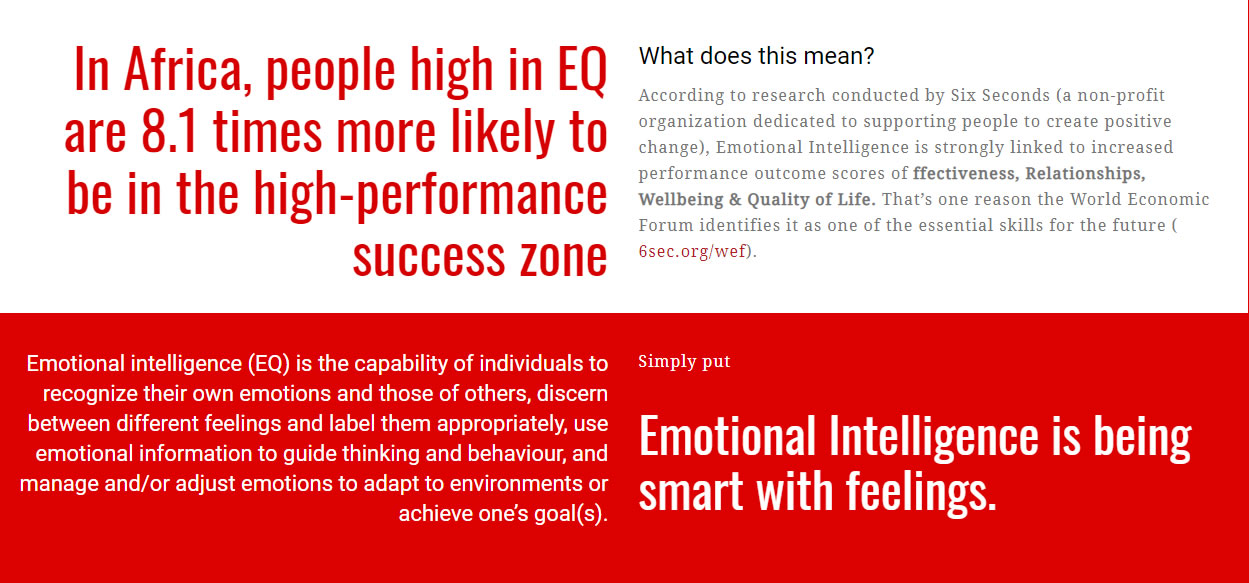 In Africa, people high in EQ
are 8.1 times more likely to
be in the high-performance
success zone
What does this mean?
According to research conducted by Six Seconds (a non-profit
organization dedicated to supporting people to create positive
change), Emotional Intelligence is strongly linked to increased
performance outcome scores of ffectiveness, Relationships,
Wellbeing & Quality of Life. That’s one reason the World Economic
Forum identifies it as one of the essential skills for the future (
6sec.org/wef).
Emotional intelligence (EQ) is the capability of individuals to
recognize their own emotions and those of others, discern
between different feelings and label them appropriately, use
emotional information to guide thinking and behaviour, and
manage and/or adjust emotions to adapt to environments or
achieve one’s goal(s).
Simply put
Emotional Intelligence is being
smart with feelings.